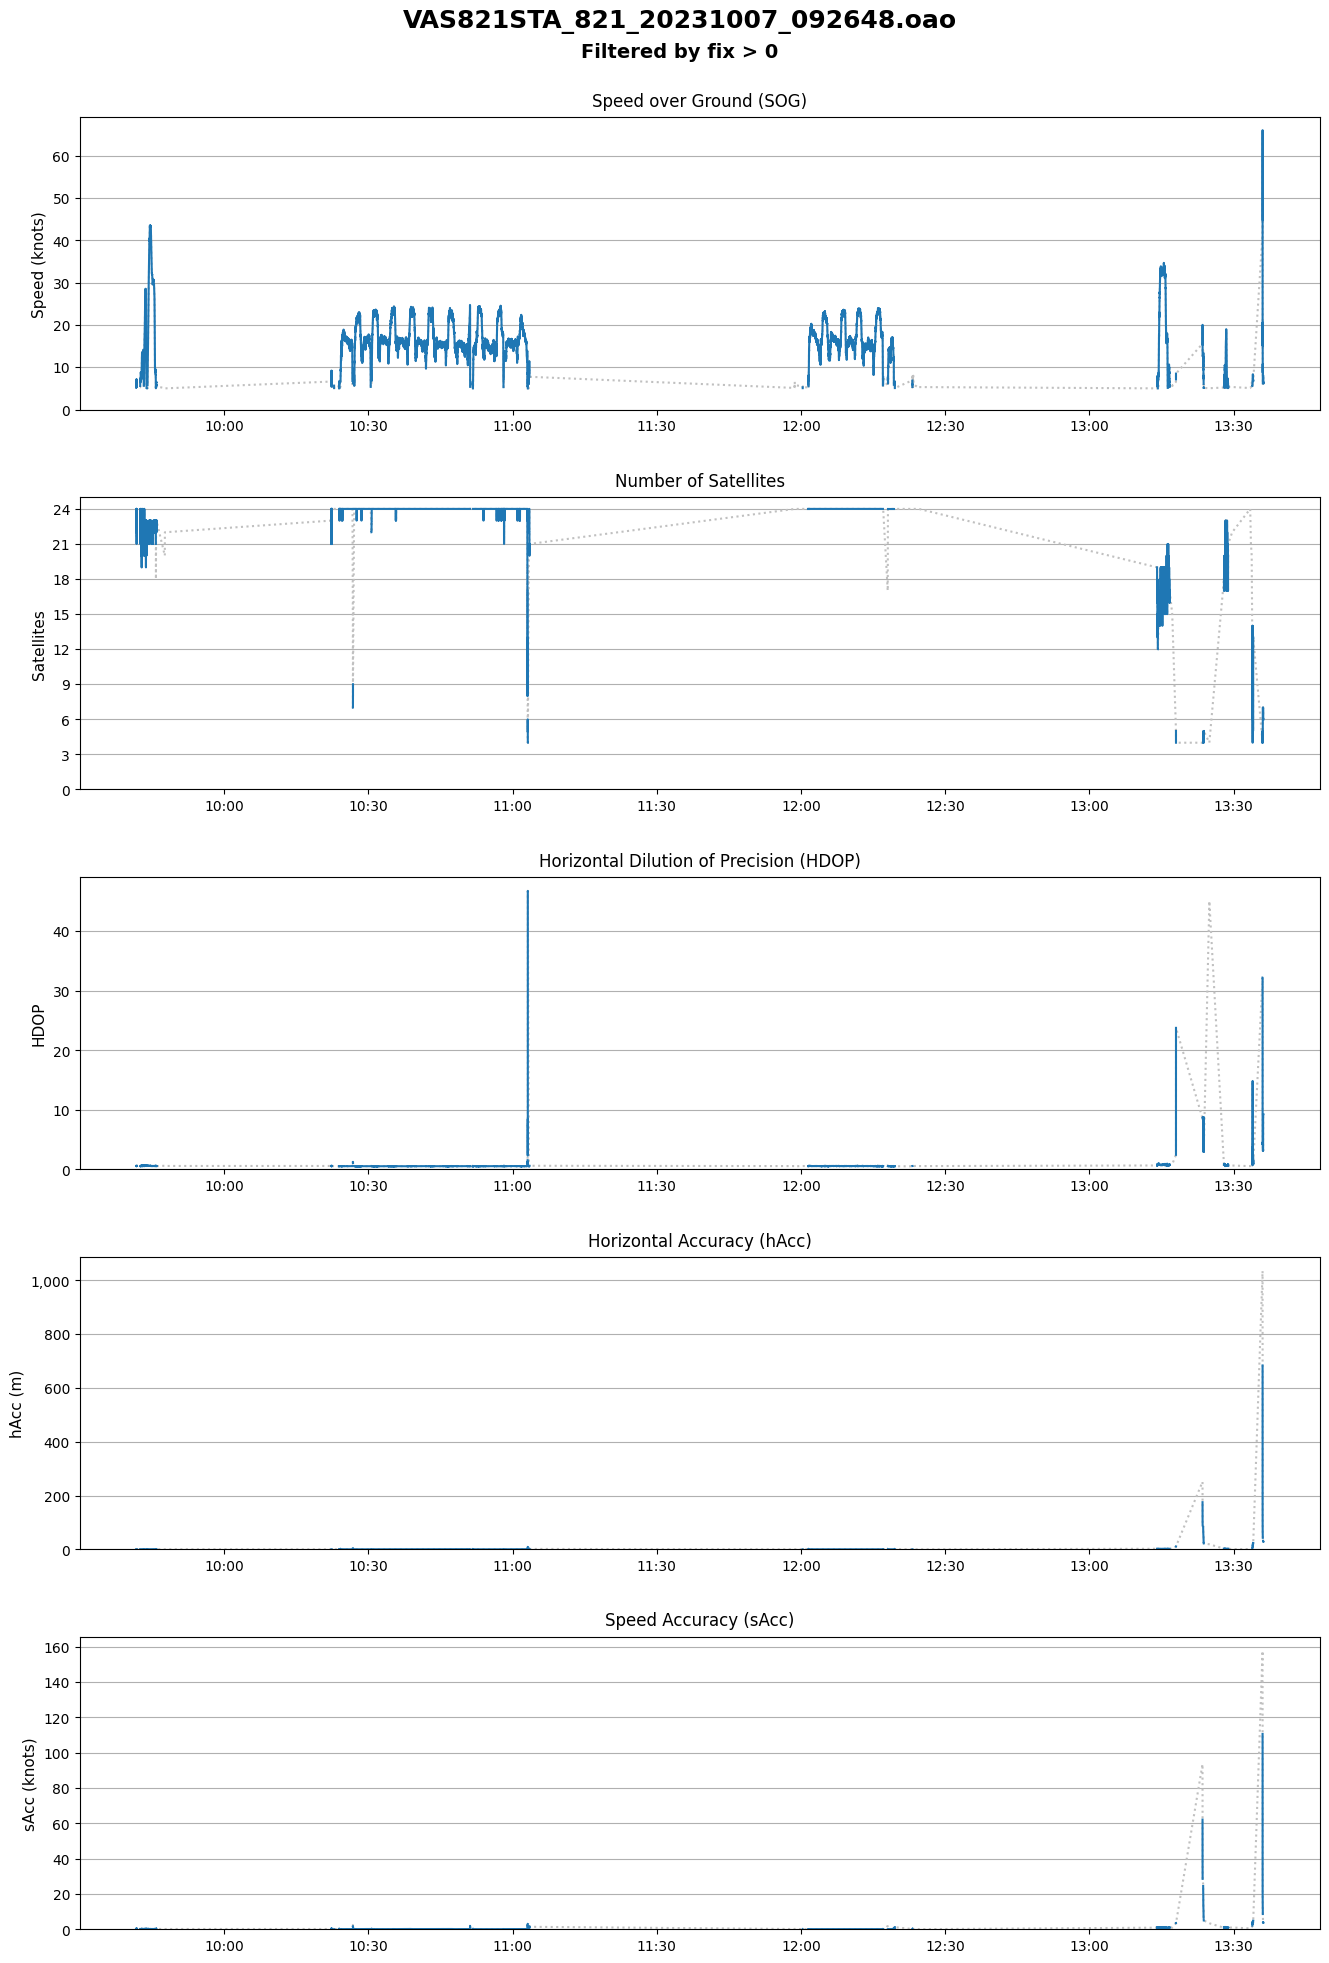 VAS821STA_821_20231007_092648.oao
Filtered by fix > 0
Speed over Ground (SOG)
Speed (knots)
60
50
40
30
20
10
0
10:00 10:30 11:00 11:30 12:00 12:30 13:00 13:30
Number of Satellites
Satellites
24
21
18
15
12
9
6
3
0
10:00 10:30 11:00 11:30 12:00 12:30 13:00 13:30
Horizontal Dilution of Precision (HDOP)
HDOP
40
30
20
10
0
10:00 10:30 11:00 11:30 12:00 12:30 13:00 13:30
Horizontal Accuracy (hAcc)
hAcc (m)
1,000
800
600
400
200
0
10:00 10:30 11:00 11:30 12:00 12:30 13:00 13:30
Speed Accuracy (sAcc)
sAcc (knots)
160
140
120
100
80
60
40
20
0
10:00 10:30 11:00 11:30 12:00 12:30 13:00 13:30